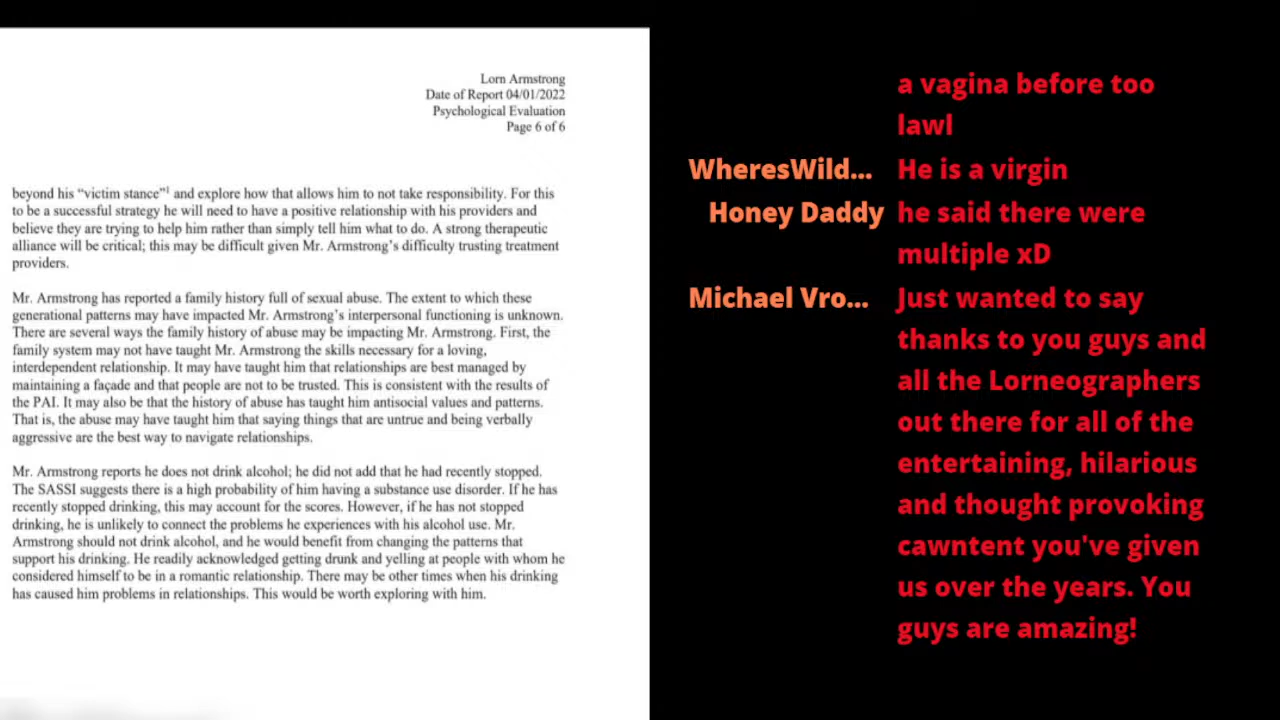 Lorn Armstrong
Date of Report 04/01/2022
Psychological Evaluation
Page 6 of 6
beyond his “victim stance”¹ and explore how that allows him to not take responsibility. For this
to be a successful strategy he will need to have a positive relationship with his providers and
believe they are trying to help him rather than simply tell him what to do. A strong therapeutic
alliance will be critical; this may be difficult given Mr. Armstrong’s difficulty trusting treatment
providers.
Mr. Armstrong has reported a family history full of sexual abuse. The extent to which these
generational patterns may have impacted Mr. Armstrong’s interpersonal functioning is unknown.
There are several ways the family history of abuse may be impacting Mr. Armstrong. First, the
family system may not have taught Mr. Armstrong the skills necessary for a loving,
interdependent relationship. It may have taught him that relationships are best managed by
maintaining a façade and that people are not to be trusted. This is consistent with the results of
the PAI. It may also be that the history of abuse has taught him antisocial values and patterns.
That is, the abuse may have taught him that saying things that are untrue and being verbally
aggressive are the best way to navigate relationships.
Mr. Armstrong reports he does not drink alcohol; he did not add that he had recently stopped.
The SASSI suggests there is a high probability of him having a substance use disorder. If he has
recently stopped drinking, this may account for the scores. However, if he has not stopped
drinking, he is unlikely to connect the problems he experiences with his alcohol use. Mr.
Armstrong should not drink alcohol, and he would benefit from changing the patterns that
support his drinking. He readily acknowledged getting drunk and yelling at people with whom he
considered himself to be in a romantic relationship. There may be other times when his drinking
has caused him problems in relationships. This would be worth exploring with him.
a vagina before too
lawl
WheresWild... He is a virgin
Honey Daddy he said there were
multiple xD
Michael Vro... Just wanted to say
thanks to you guys and
all the Lorneographers
out there for all of the
entertaining, hilarious
and thought provoking
cawntent you've given
us over the years. You
guys are amazing!